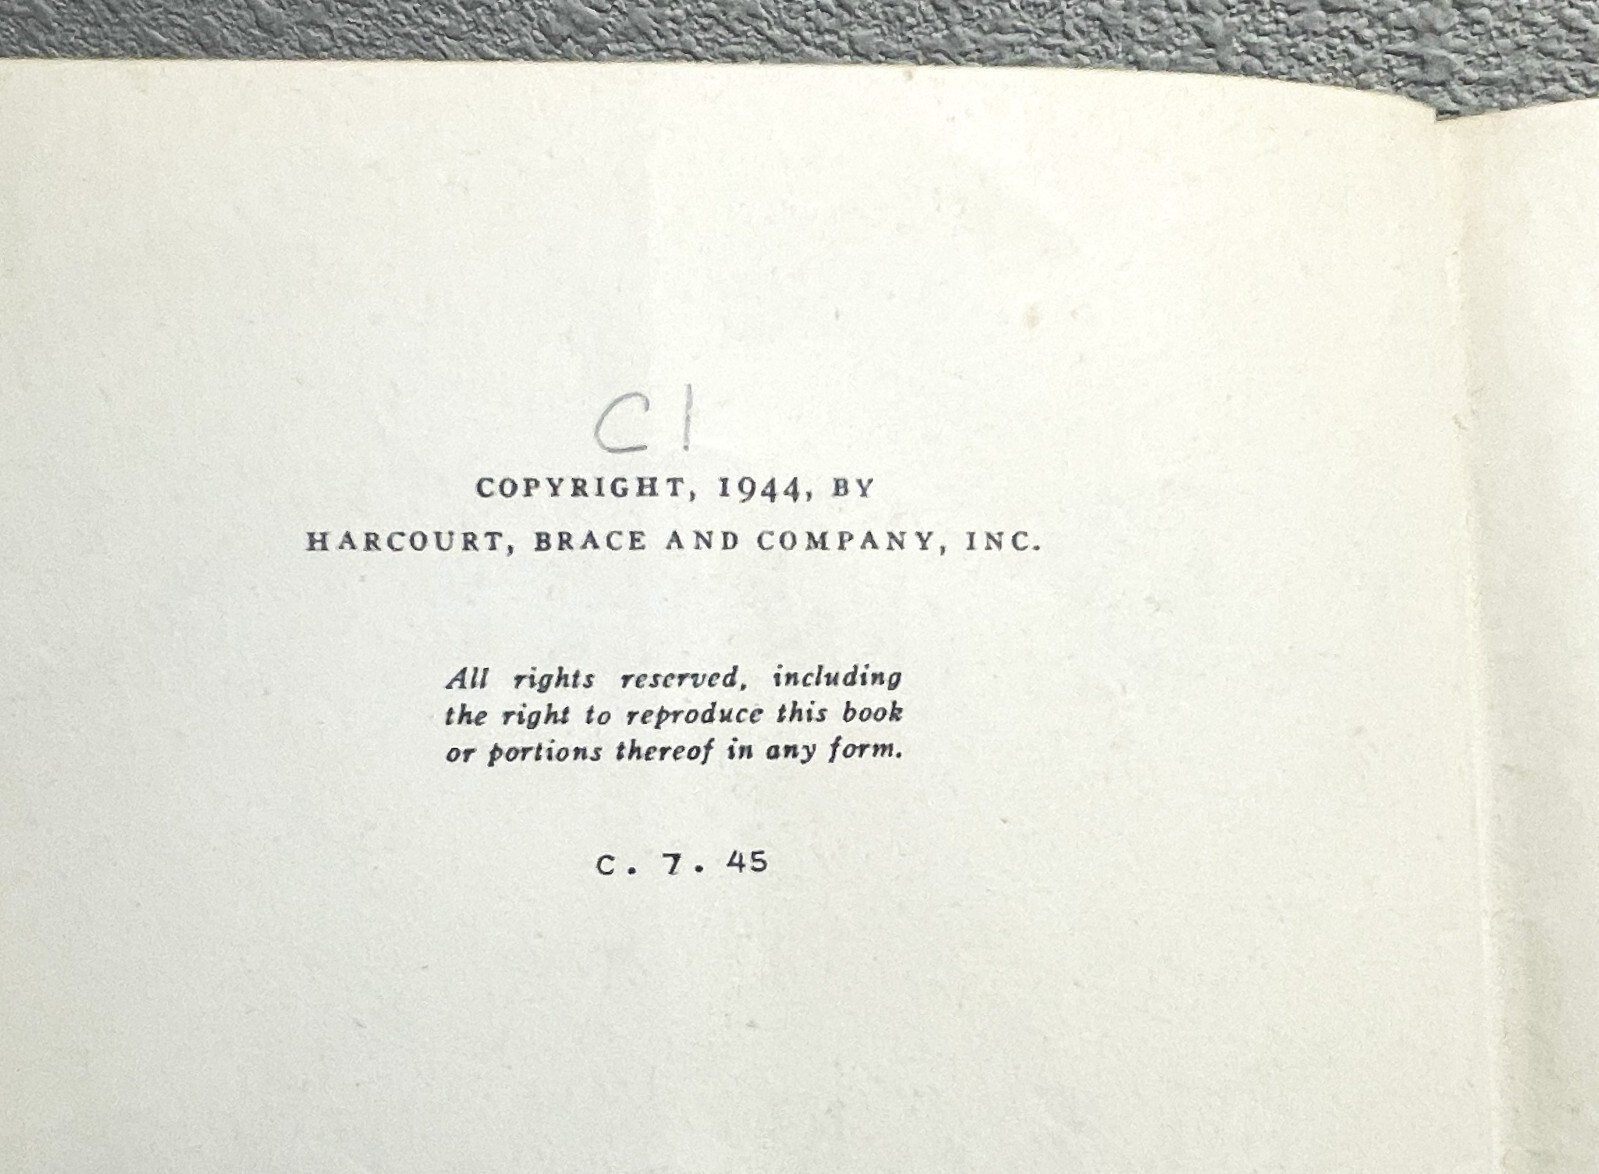 C1
COPYRIGHT, 1944, BY
HARCOURT, BRACE AND COMPANY, INC.
All rights reserved, including
the right to reproduce this book
or portions thereof in any form.
C. 7. 45